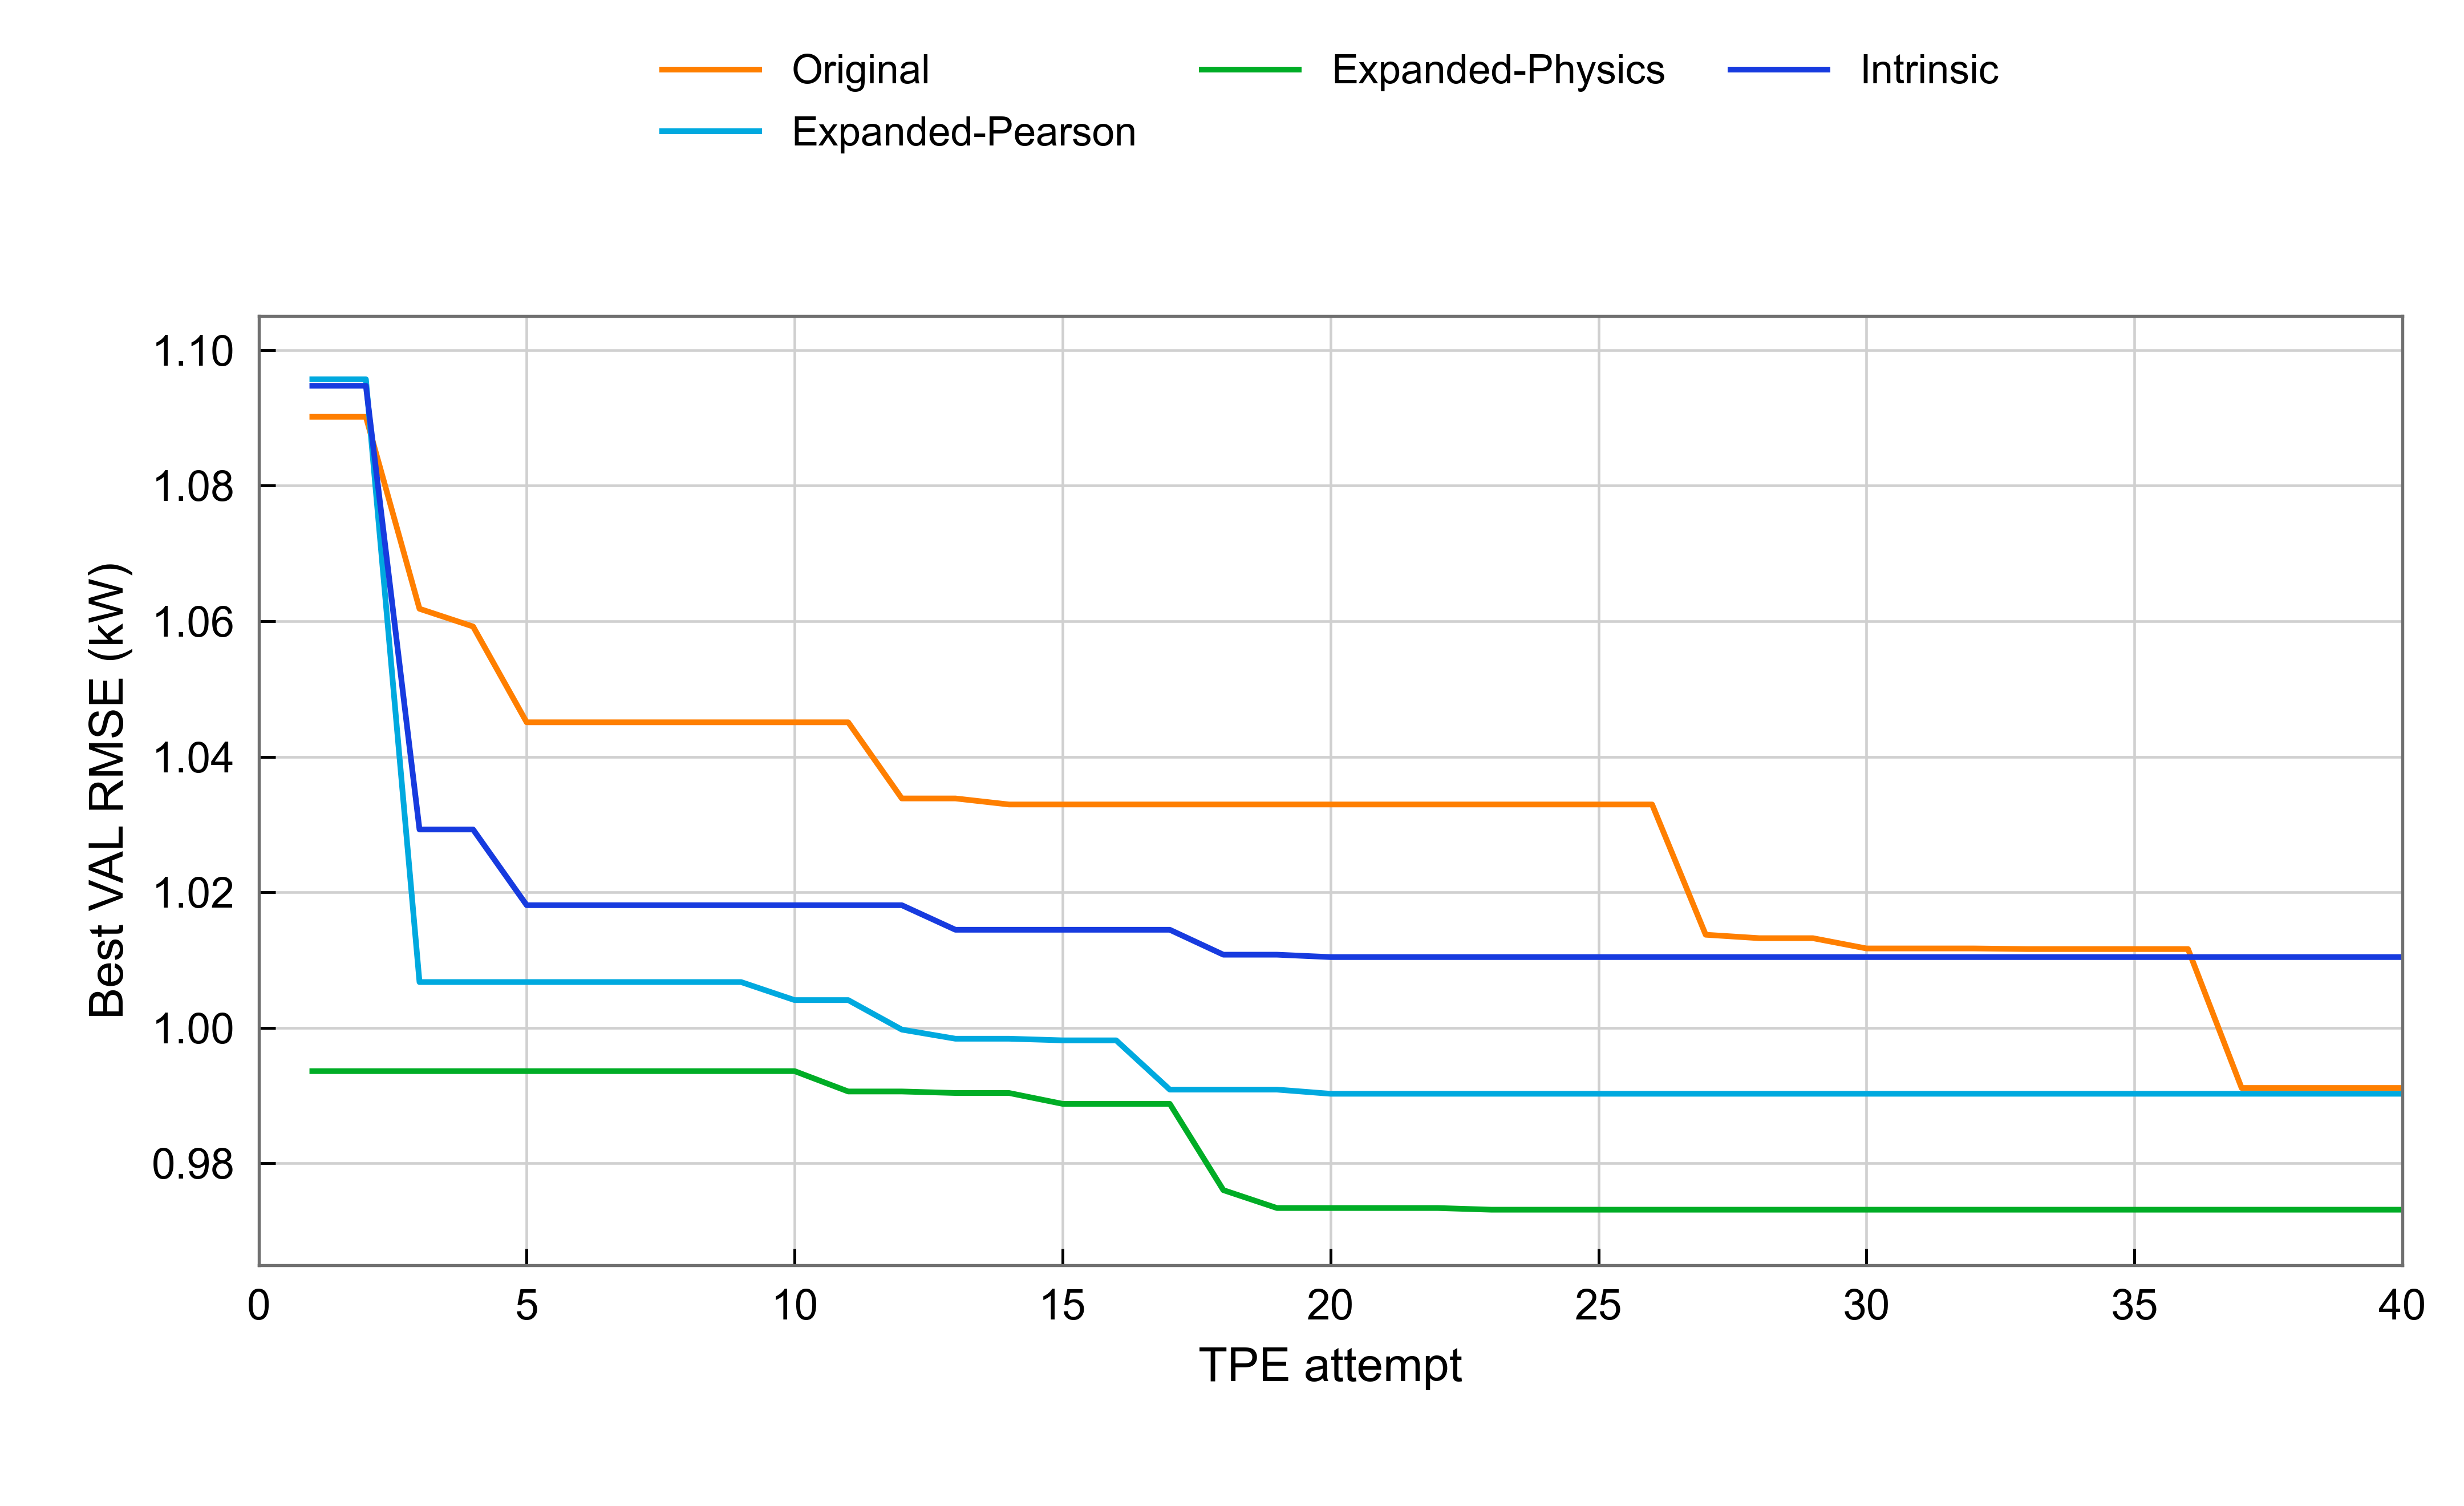 Original
Expanded-Physics
Intrinsic
Expanded-Pearson
Best VAL RMSE (kW)
1.10
1.08
1.06
1.04
1.02
1.00
0.98
0 5 10 15 20 25 30 35 40
TPE attempt